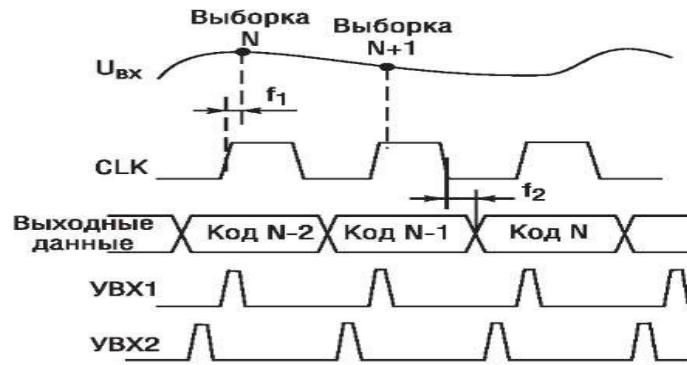 Выборка
N
Выборка
N+1
UВХ
f1
CLK
f2
Выходные
данные
Код N-2
Код N-1
Код N
УВХ1
УВХ2